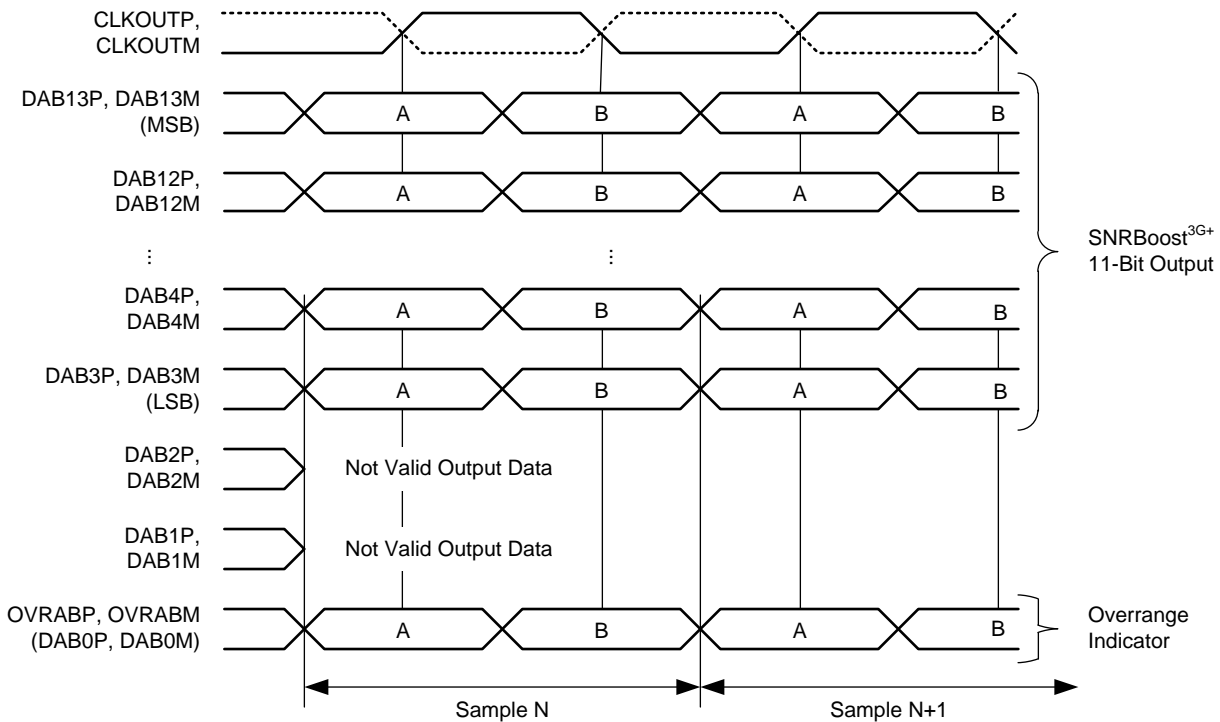 CLKOUTP,
CLKOUTM
DAB13P, DAB13M
(MSB)
A B A B
DAB12P,
DAB12M
A B A B
⋮ ⋮
SNRBoost3G+
11-Bit Output
DAB4P,
DAB4M
A B A B
DAB3P, DAB3M
(LSB)
A B A B
DAB2P,
DAB2M
Not Valid Output Data
DAB1P,
DAB1M
Not Valid Output Data
OVRABP, OVRABM
(DAB0P, DAB0M)
A B A B
Overrange
Indicator
Sample N
Sample N+1